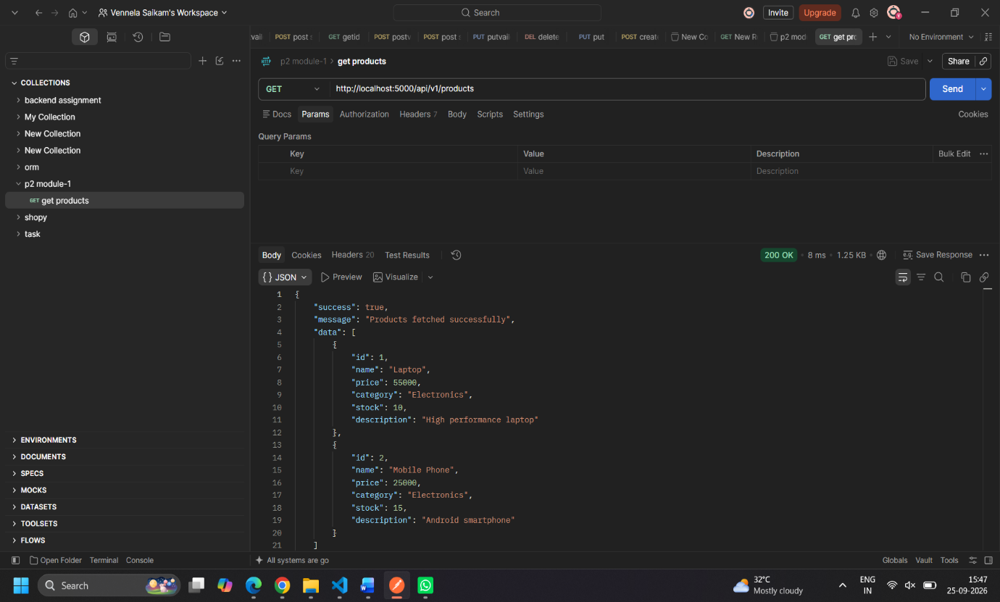 Vennela Saikam's Workspace
Search
Invite
Upgrade
vail
POST post
GET getid
POST postv
POST post
PUT putvail
DEL delete
PUT put
POST create
New Co
GET New R
p2 mod
GET get pro
No Environment
p2 module-1 > get products
Save
Share
COLLECTIONS
backend assignment
My Collection
New Collection
New Collection
orm
p2 module-1
GET get products
shopy
task
ENVIRONMENTS
DOCUMENTS
SPECS
MOCKS
DATASETS
TOOLSETS
FLOWS
GET
http://localhost:5000/api/v1/products
Send
Docs Params Authorization Headers 7 Body Scripts Settings
Cookies
Query Params
Key Value Description Bulk Edit
Key Value Description
Body Cookies Headers 20 Test Results
200 OK • 8 ms • 1.25 KB
e.g. Save Response
{} JSON Preview Visualize
1 {
2 "success": true,
3 "message": "Products fetched successfully",
4 "data": [
5 {
6 "id": 1,
7 "name": "Laptop",
8 "price": 55000,
9 "category": "Electronics",
10 "stock": 10,
11 "description": "High performance laptop"
12 },
13 {
14 "id": 2,
15 "name": "Mobile Phone",
16 "price": 25000,
17 "category": "Electronics",
18 "stock": 15,
19 "description": "Android smartphone"
20 }
21 ]
Open Folder Terminal Console
All systems are go
Globals Vault Tools
Search
32°C
Mostly cloudy
ENG
IN
15:47
25-09-2026